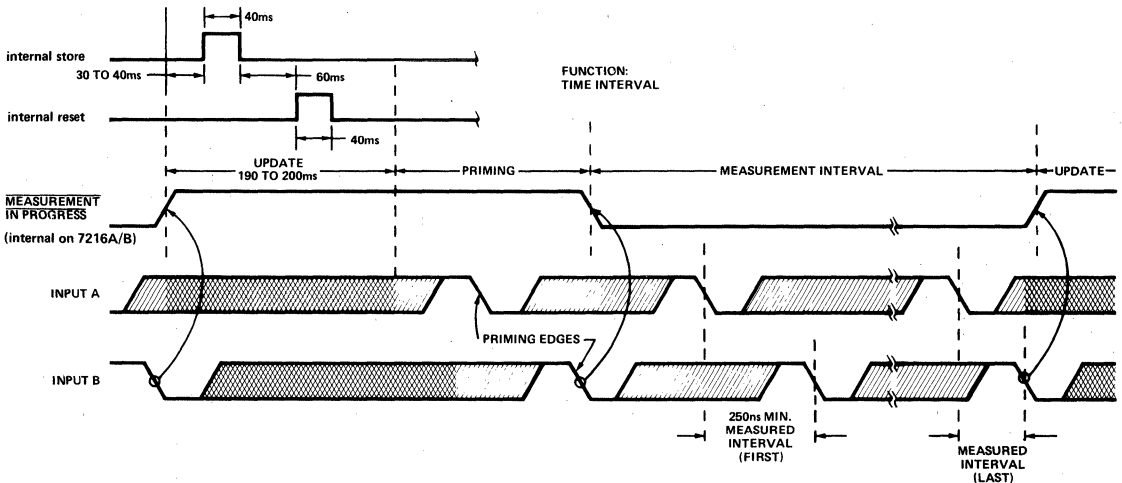 40ms
internal store
30 TO 40ms
60ms
FUNCTION:
TIME INTERVAL
internal reset
40ms
UPDATE
190 TO 200ms
PRIMING
MEASUREMENT INTERVAL
UPDATE
MEASUREMENT
IN PROGRESS
(internal on 7216A/B)
INPUT A
PRIMING EDGES
INPUT B
250ns MIN.
MEASURED
INTERVAL
(FIRST)
MEASURED
INTERVAL
(LAST)